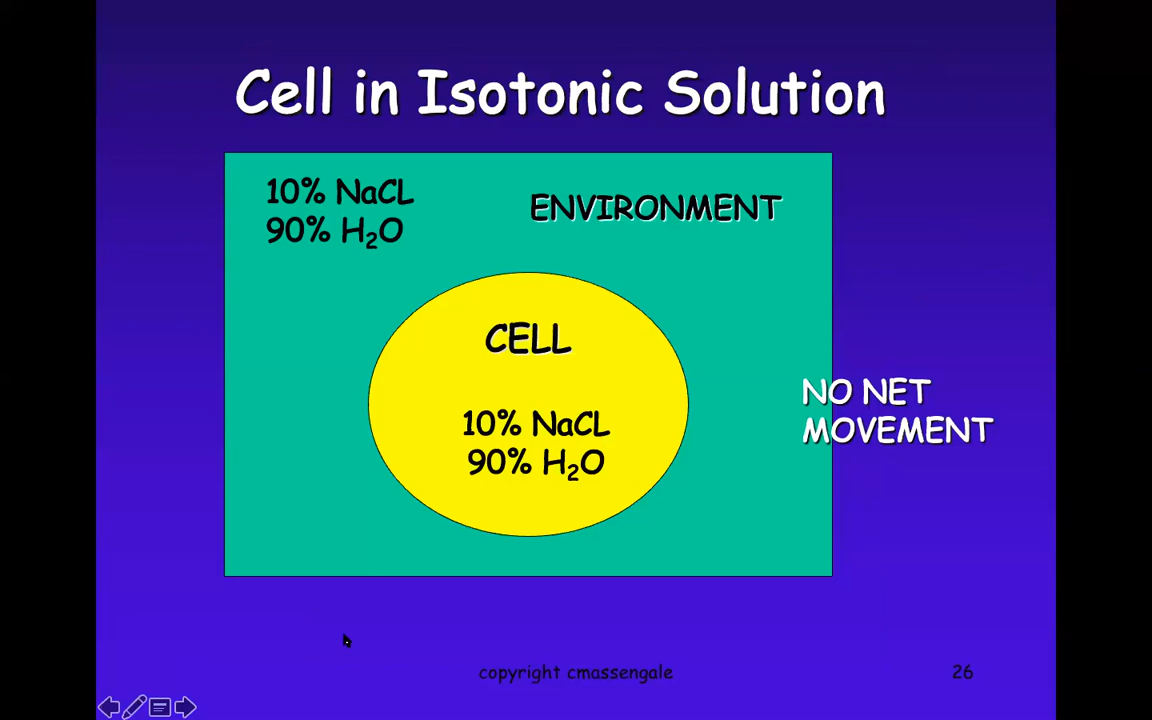 Cell in Isotonic Solution
10% NaCL
90% H₂O
ENVIRONMENT
CELL
10% NaCL
90% H₂O
NO NET
MOVEMENT
copyright cmassengale
26